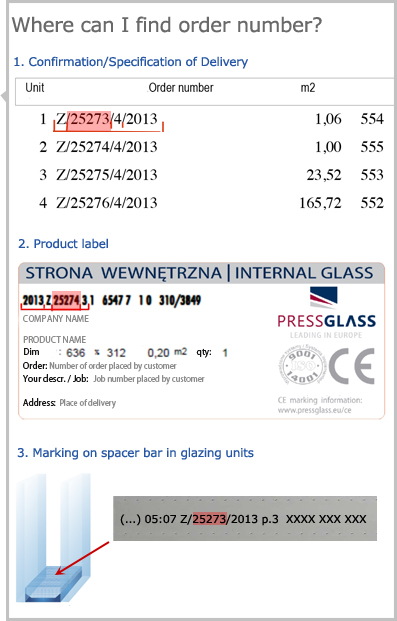 Where can I find order number?
1. Confirmation/Specification of Delivery
Unit Order number m2
1 Z/25273/4/2013 1,06 554
2 Z/25274/4/2013 1,00 555
3 Z/25275/4/2013 23,52 553
4 Z/25276/4/2013 165,72 552
2. Product label
STRONA WEWNĘTRZNA | INTERNAL GLASS
2013 Z 25274 3,1 6547 7 1 0 310/3849
COMPANY NAME
PRESSGLASS
LEADING IN EUROPE
PRODUCT NAME
Dim : 636 x 312 0,20 m2 qty: 1
Order: Number of order placed by customer
Your descr. / Job: Job number placed by customer
Address: Place of delivery
9001
ISO
14001
CE
CE marking information:
www.pressglass.eu/ce
3. Marking on spacer bar in glazing units
(...) 05:07 Z/25273/2013 p.3 XXXX XXX XXX